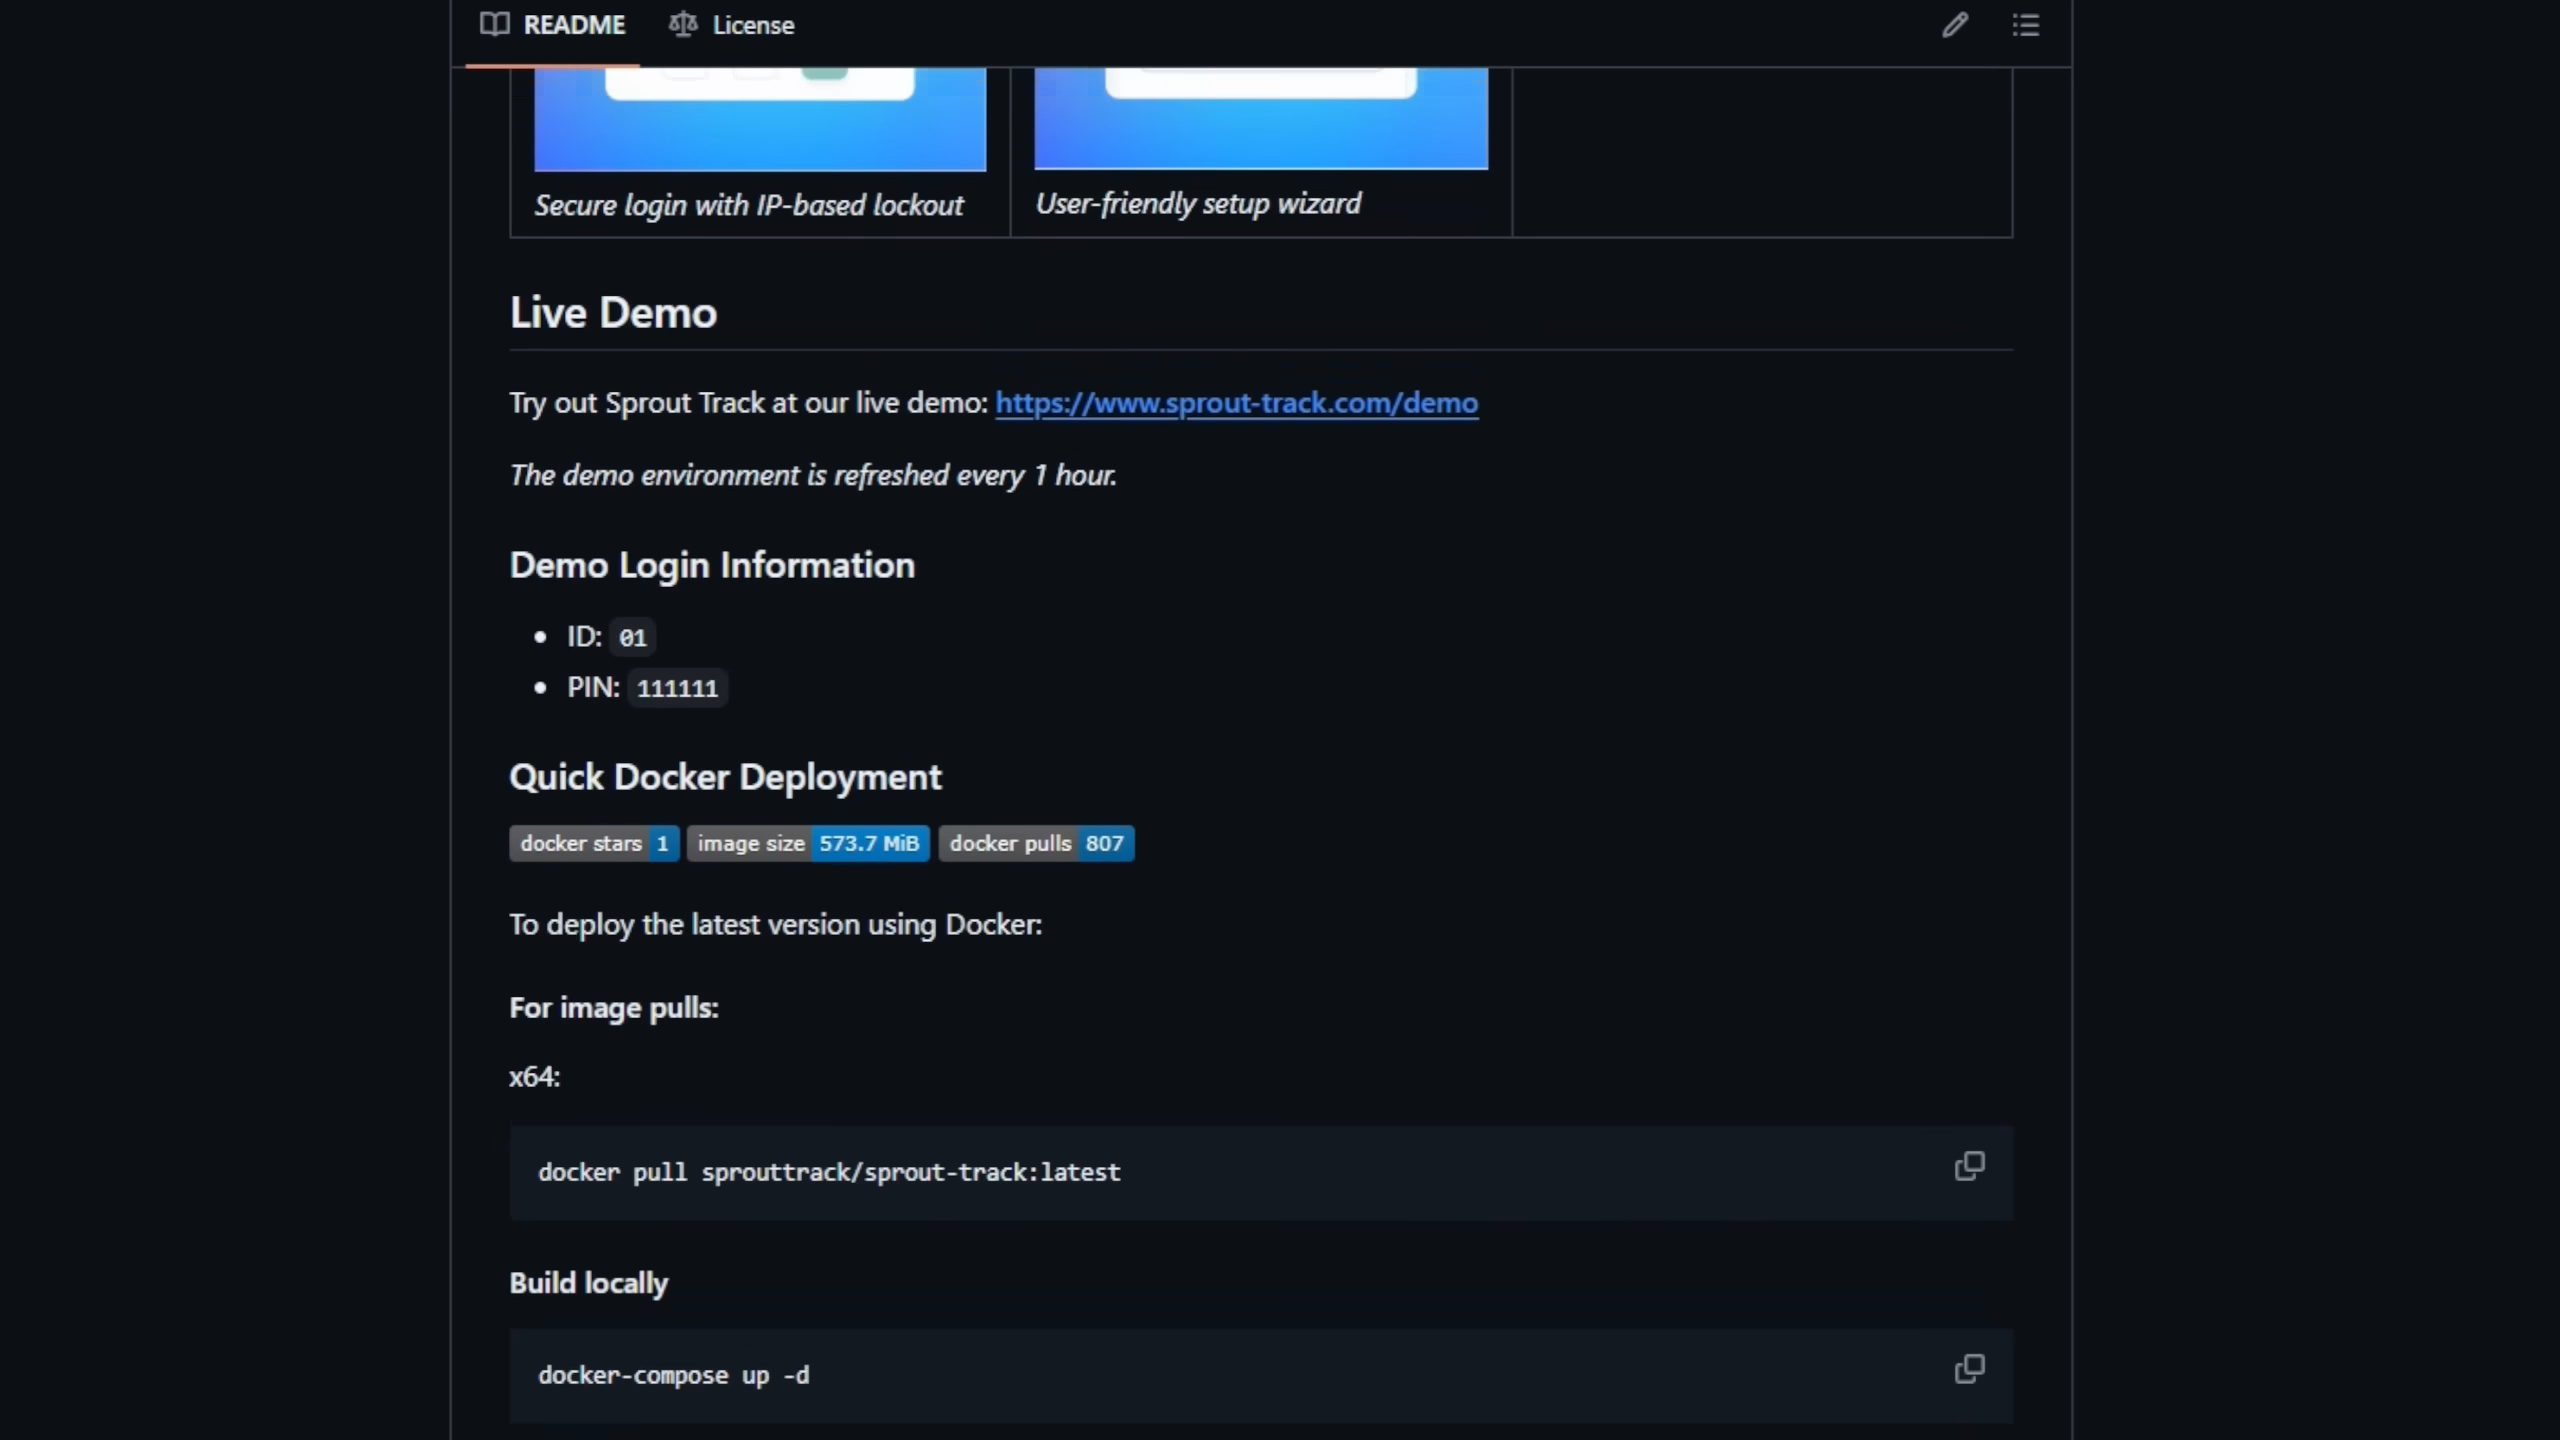 README License
Secure login with IP-based lockout
User-friendly setup wizard
Live Demo
Try out Sprout Track at our live demo: https://www.sprout-track.com/demo
The demo environment is refreshed every 1 hour.
Demo Login Information
ID: 01
PIN: 111111
Quick Docker Deployment
docker stars 1 image size 573.7 MiB docker pulls 807
To deploy the latest version using Docker:
For image pulls:
x64:
docker pull sprouttrack/sprout-track:latest
Build locally
docker-compose up -d